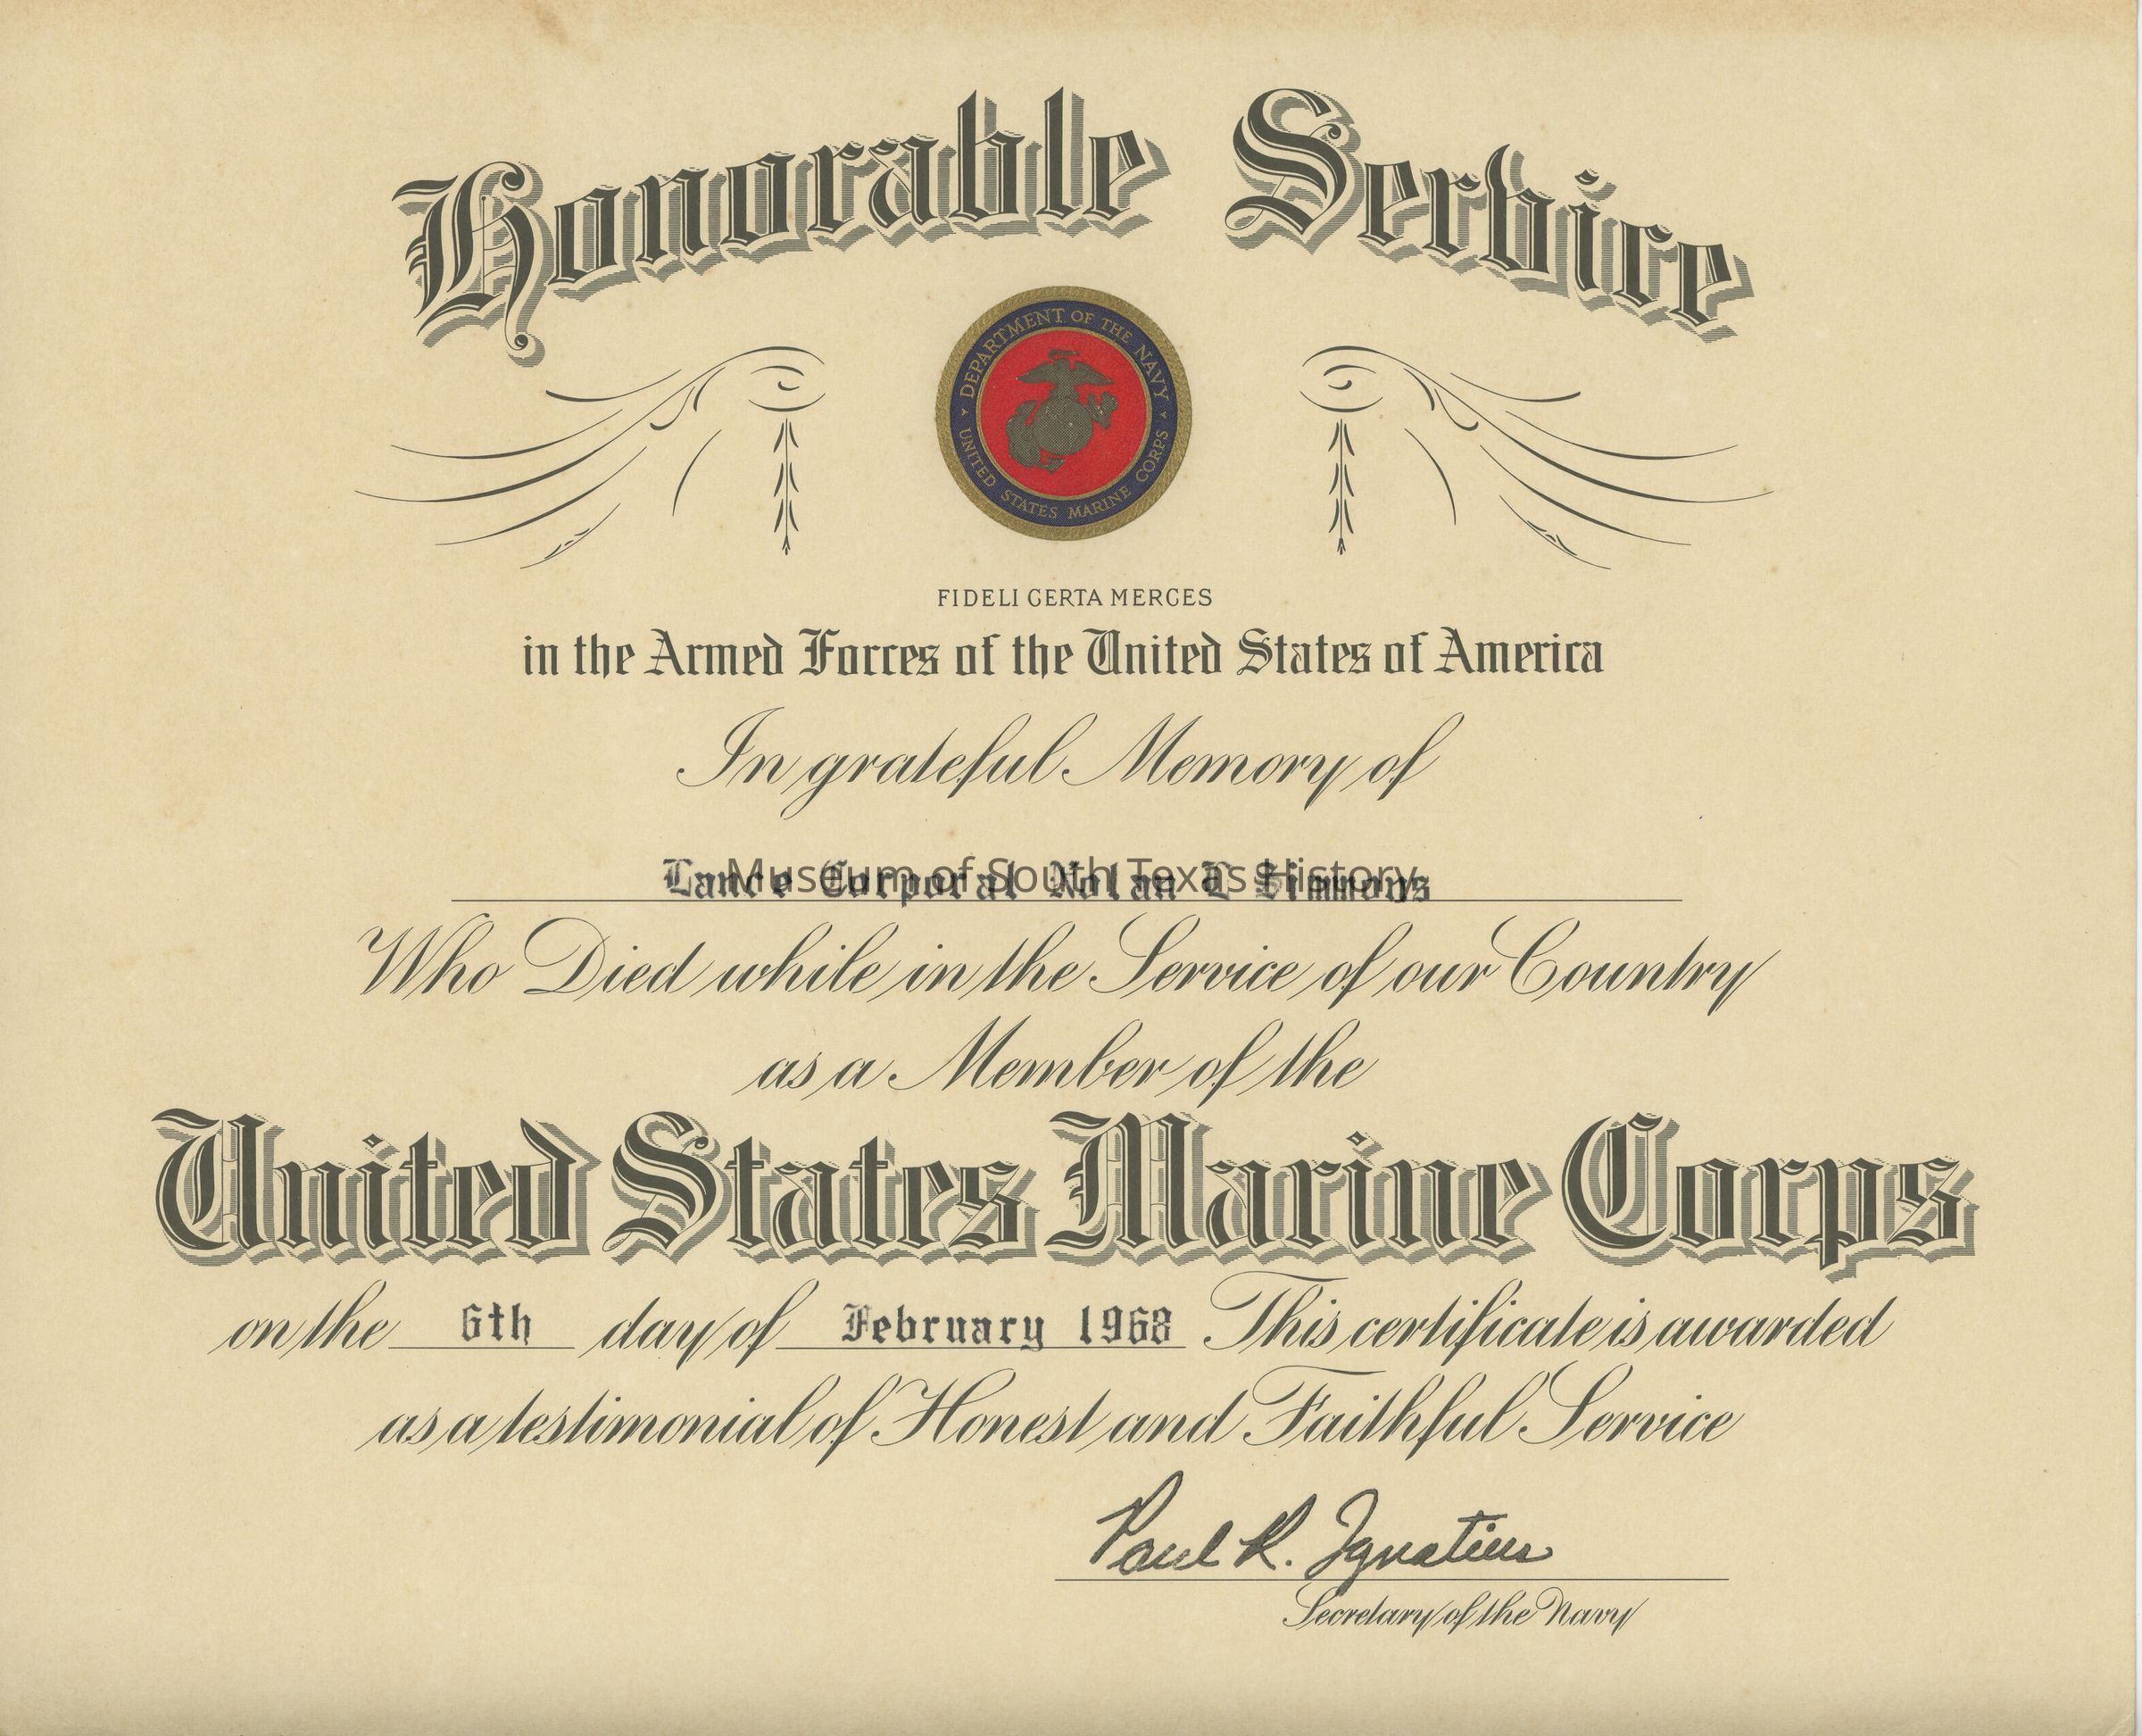 Honorable Service
DEPARTMENT OF THE NAVY
UNITED STATES MARINE CORPS
FIDELI CERTA MERCES
in the Armed Forces of the United States of America
In grateful Memory of
Lance Corporal Nolan L Simmons
Museum of South Texas History
Who Died while in the Service of our Country
as a Member of the
United States Marine Corps
on the 6th day of February 1968 This certificate is awarded
as a testimonial of Honest and Faithful Service
Paul R. Ignatius
Secretary of the Navy